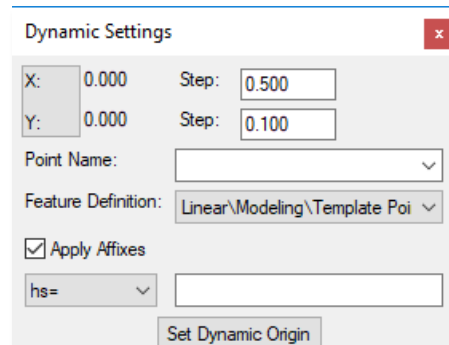 Dynamic Settings x
X: 0.000 Step: 0.500
Y: 0.000 Step: 0.100
Point Name:
Feature Definition: Linear\Modeling\Template Poi
Apply Affixes
hs=
Set Dynamic Origin